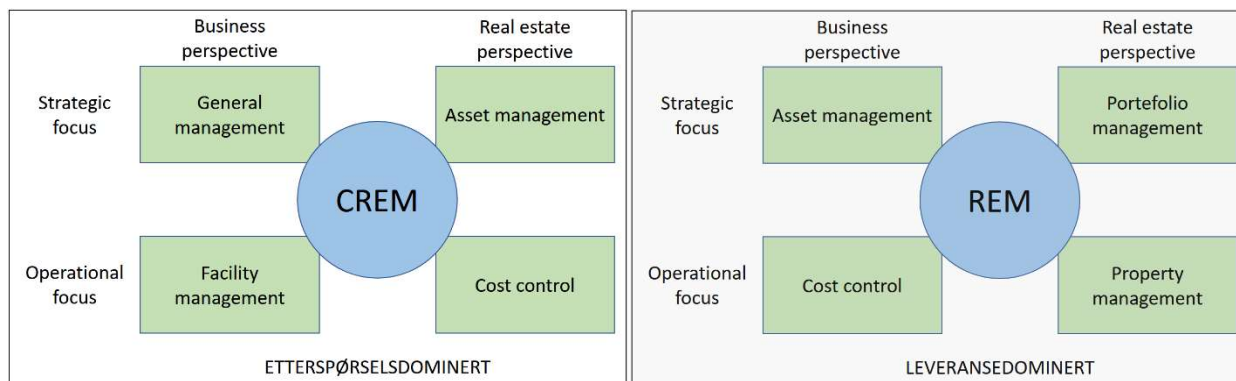 Business
perspective
Real estate
perspective
Strategic
focus
General
management
Asset management
CREM
Operational
focus
Facility
management
Cost control
ETTERSPØRSELSDOMINERT
Business
perspective
Real estate
perspective
Strategic
focus
Asset management
Portefolio
management
REM
Operational
focus
Cost control
Property
management
LEVERANSEDOMINERT